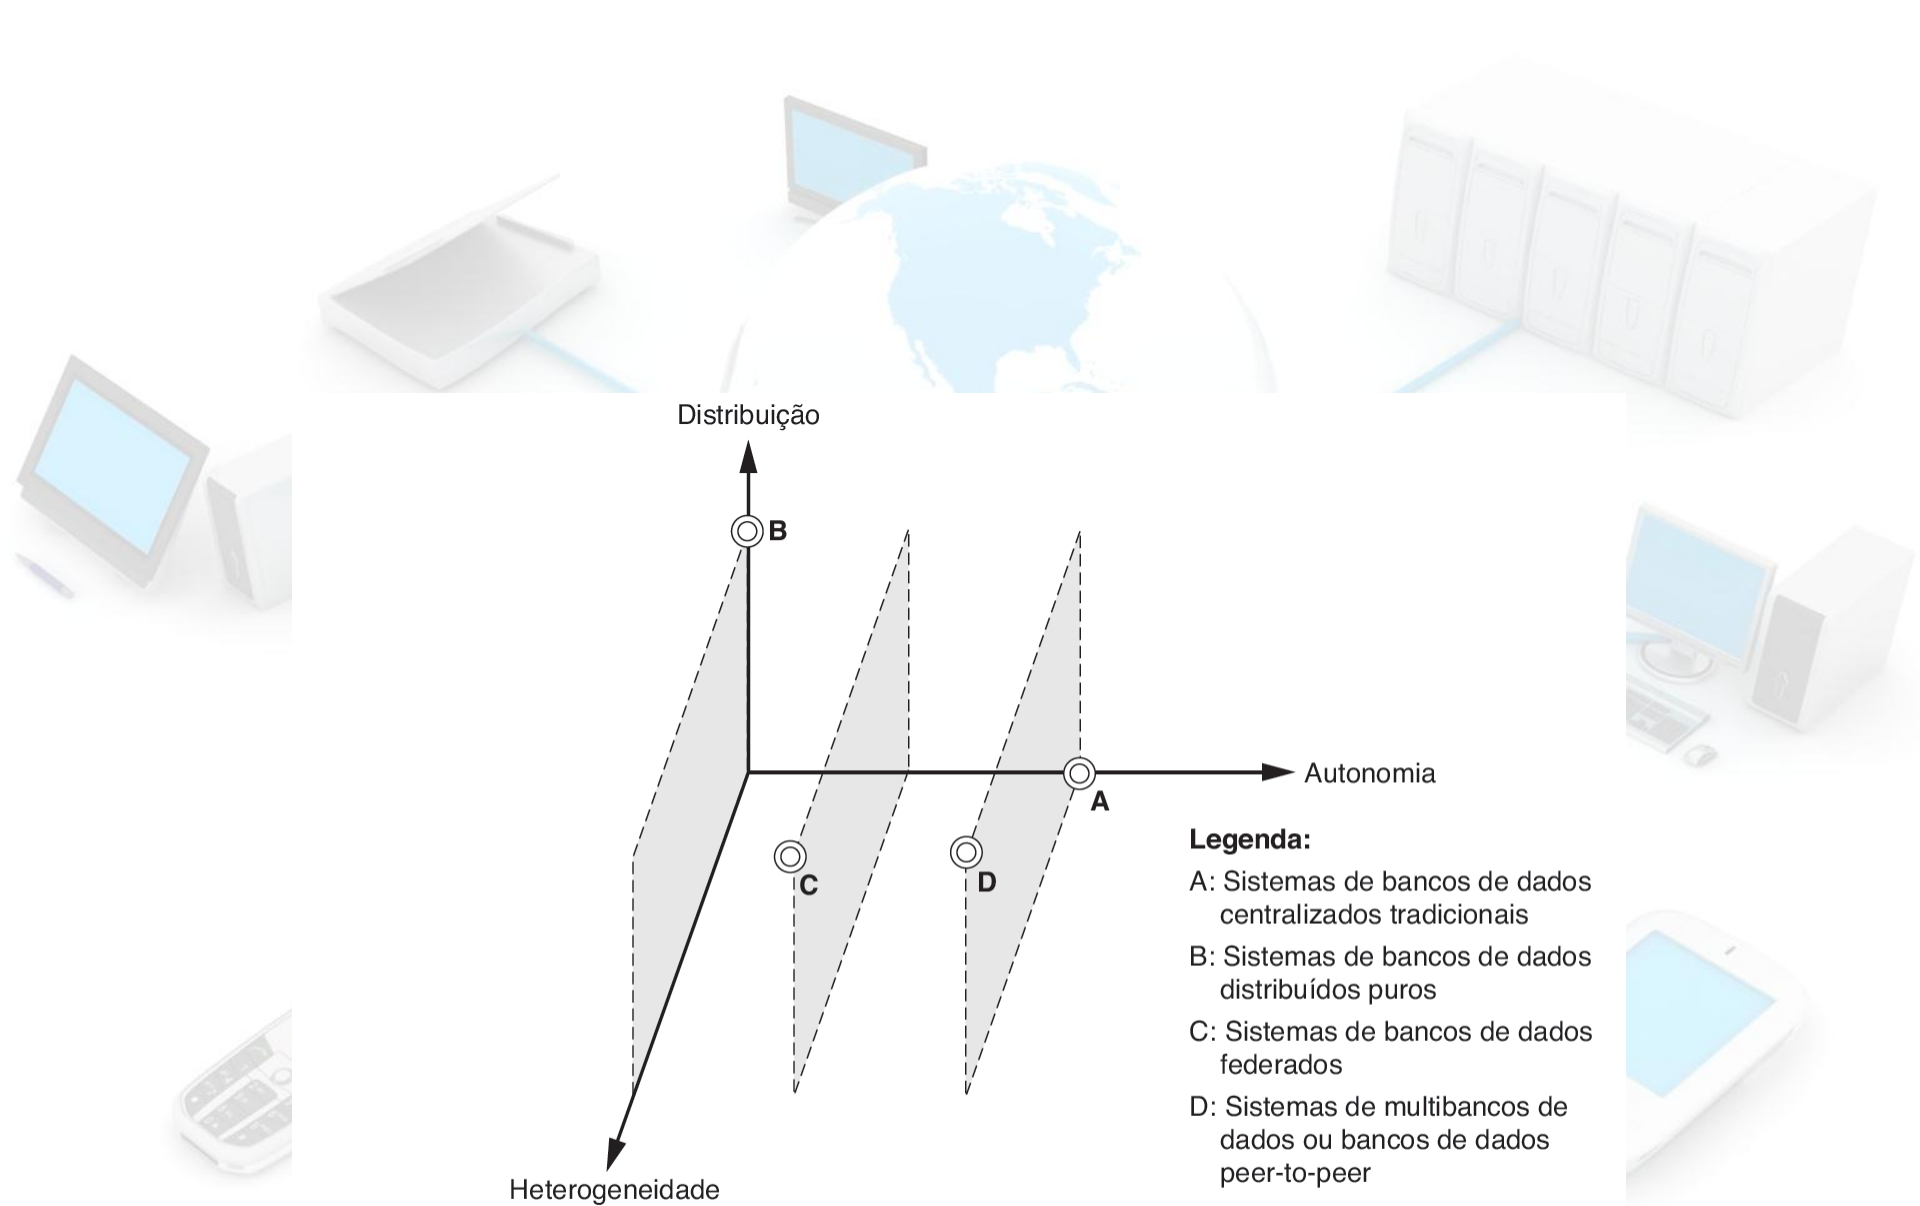 Distribuição
B
Autonomia
A
C
D
Legenda:
A: Sistemas de bancos de dados
centralizados tradicionais
B: Sistemas de bancos de dados
distribuídos puros
C: Sistemas de bancos de dados
federados
D: Sistemas de multibancos de
dados ou bancos de dados
peer-to-peer
Heterogeneidade